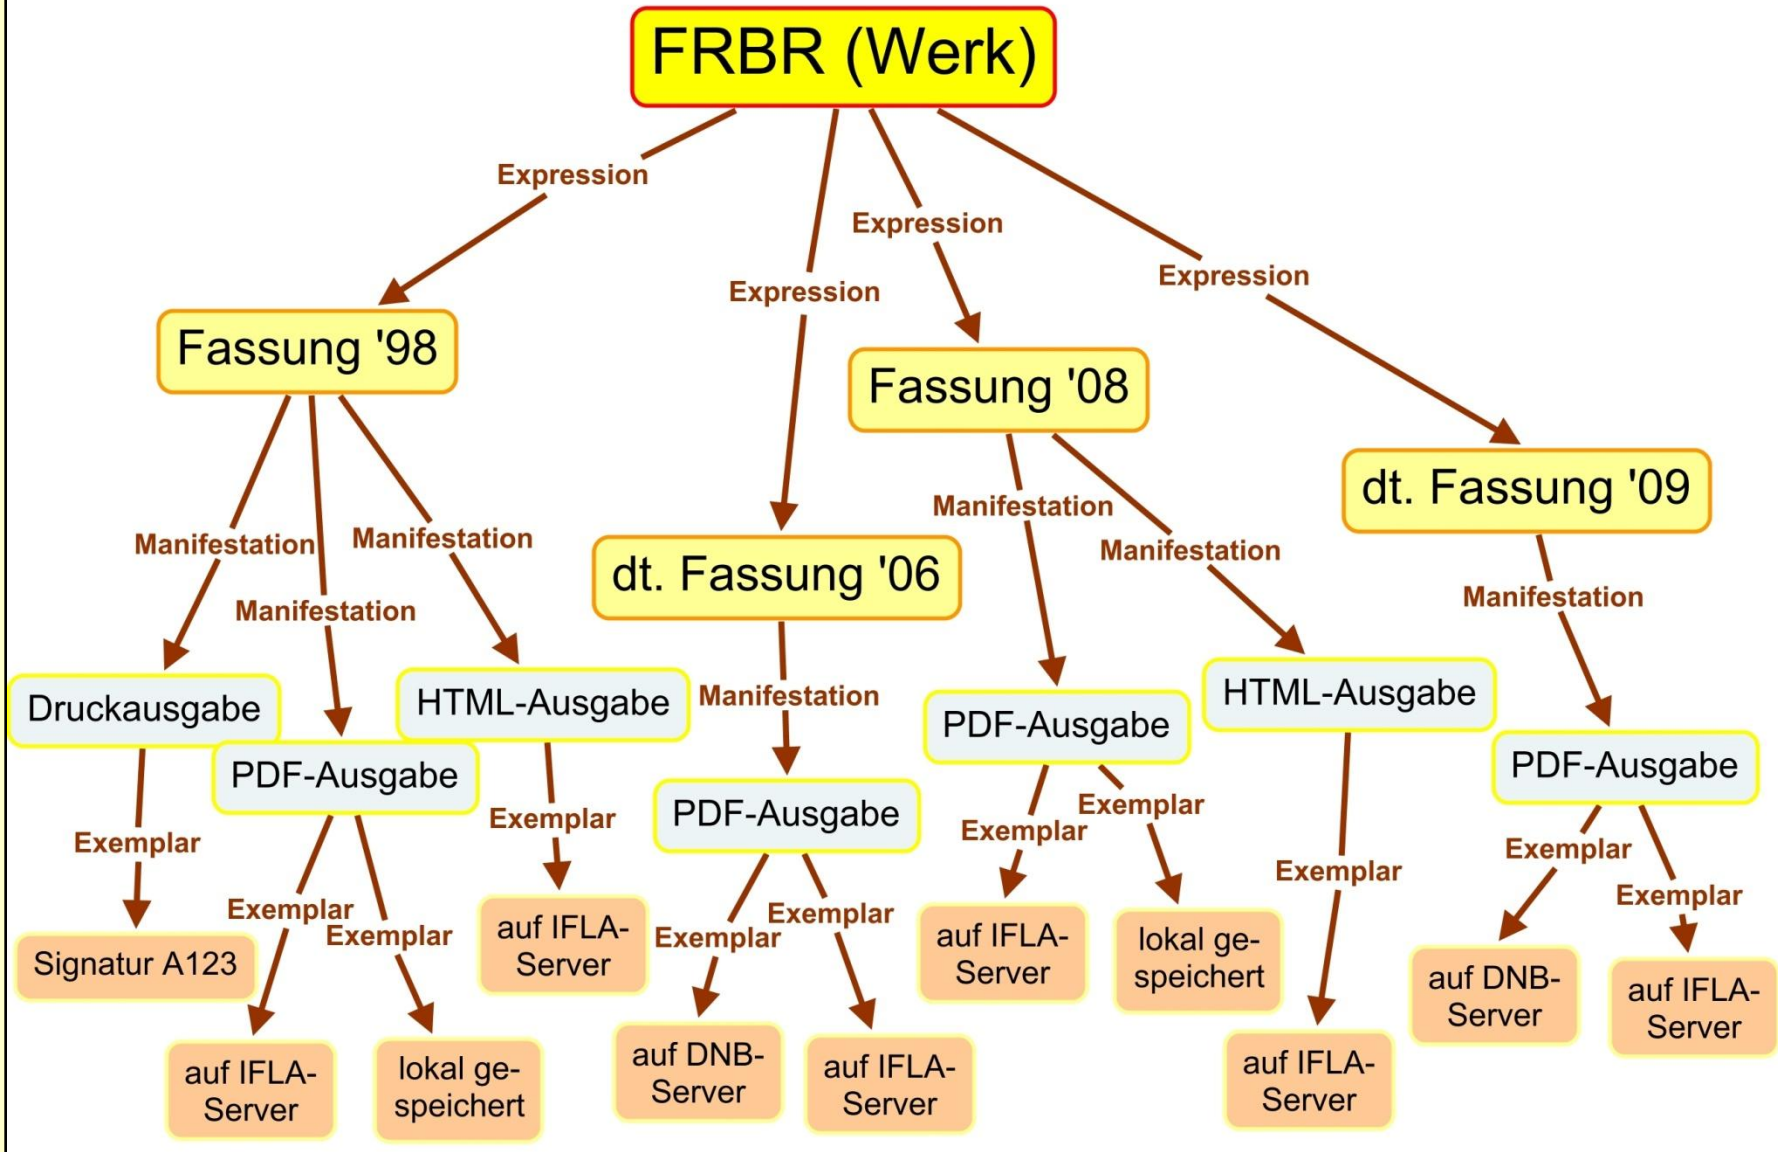 FRBR (Werk)
Expression
Expression
Expression
Expression
Fassung '98
Fassung '08
dt. Fassung '09
dt. Fassung '06
Manifestation
Manifestation
Manifestation
Manifestation
Manifestation
Manifestation
Manifestation
Druckausgabe
PDF-Ausgabe
HTML-Ausgabe
PDF-Ausgabe
PDF-Ausgabe
HTML-Ausgabe
PDF-Ausgabe
Exemplar
Exemplar
Exemplar
Exemplar
Exemplar
Exemplar
Exemplar
Exemplar
Exemplar
Exemplar
Exemplar
Signatur A123
auf IFLA-
Server
lokal ge-
speichert
auf IFLA-
Server
auf DNB-
Server
auf IFLA-
Server
auf IFLA-
Server
lokal ge-
speichert
auf IFLA-
Server
auf DNB-
Server
auf IFLA-
Server